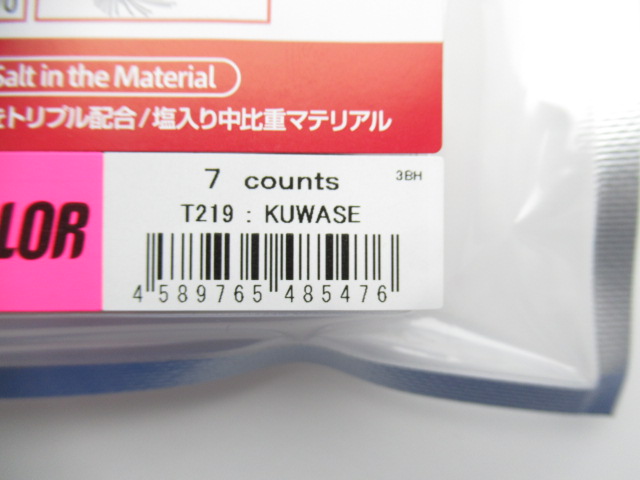 Salt in the Material
をトリプル配合/塩入り中比重マテリアル
7 counts
3BH
T219 : KUWASE
LOR
4 589765 485476